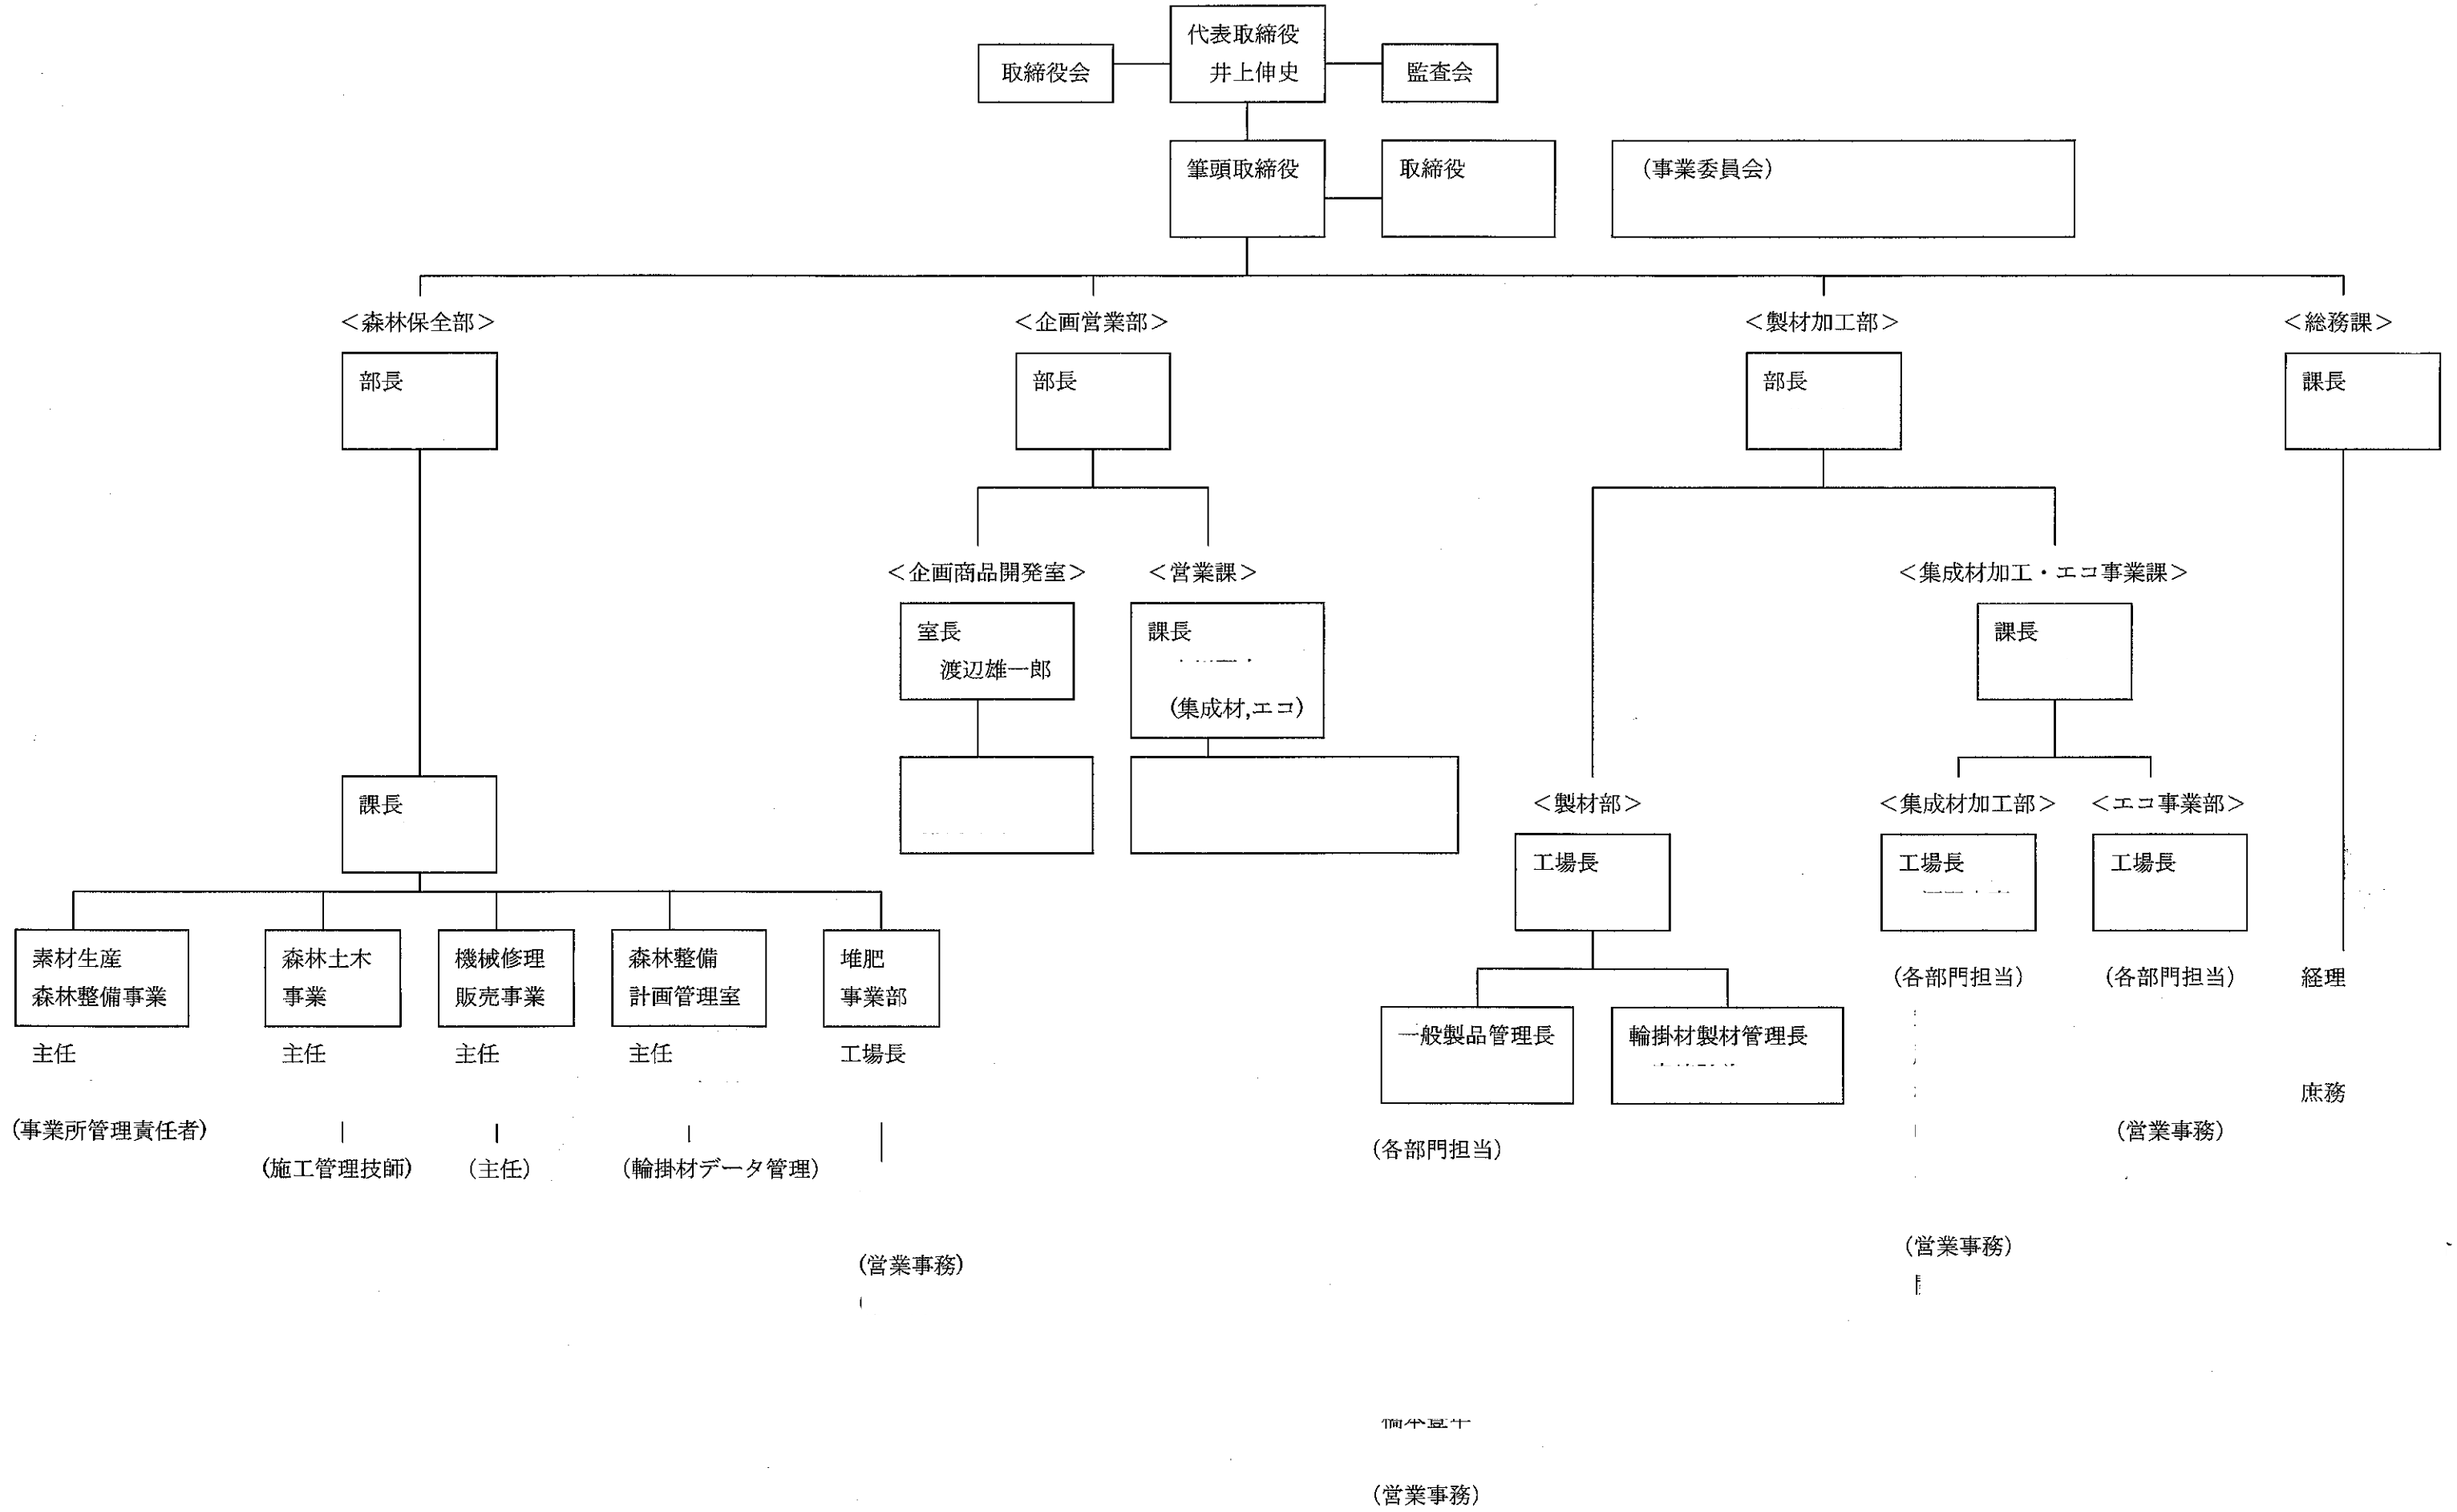 代表取締役
井上伸史
取締役会
監査会
筆頭取締役
取締役
（事業委員会）
＜森林保全部＞
＜企画営業部＞
＜製材加工部＞
＜総務課＞
部長
部長
部長
課長
＜企画商品開発室＞
＜営業課＞
＜集成材加工・エコ事業課＞
室長
渡辺雄一郎
課長
(集成材,エコ)
課長
課長
＜製材部＞
＜集成材加工部＞
＜エコ事業部＞
工場長
工場長
工場長
素材生産
森林整備事業
森林土木
事業
機械修理
販売事業
森林整備
計画管理室
堆肥
事業部
(各部門担当)
(各部門担当)
経理
一般製品管理長
輪掛材製材管理長
主任
主任
主任
主任
工場長
庶務
(事業所管理責任者)
(営業事務)
(各部門担当)
(施工管理技師)
(主任)
(輪掛材データ管理)
(営業事務)
(営業事務)
(営業事務)